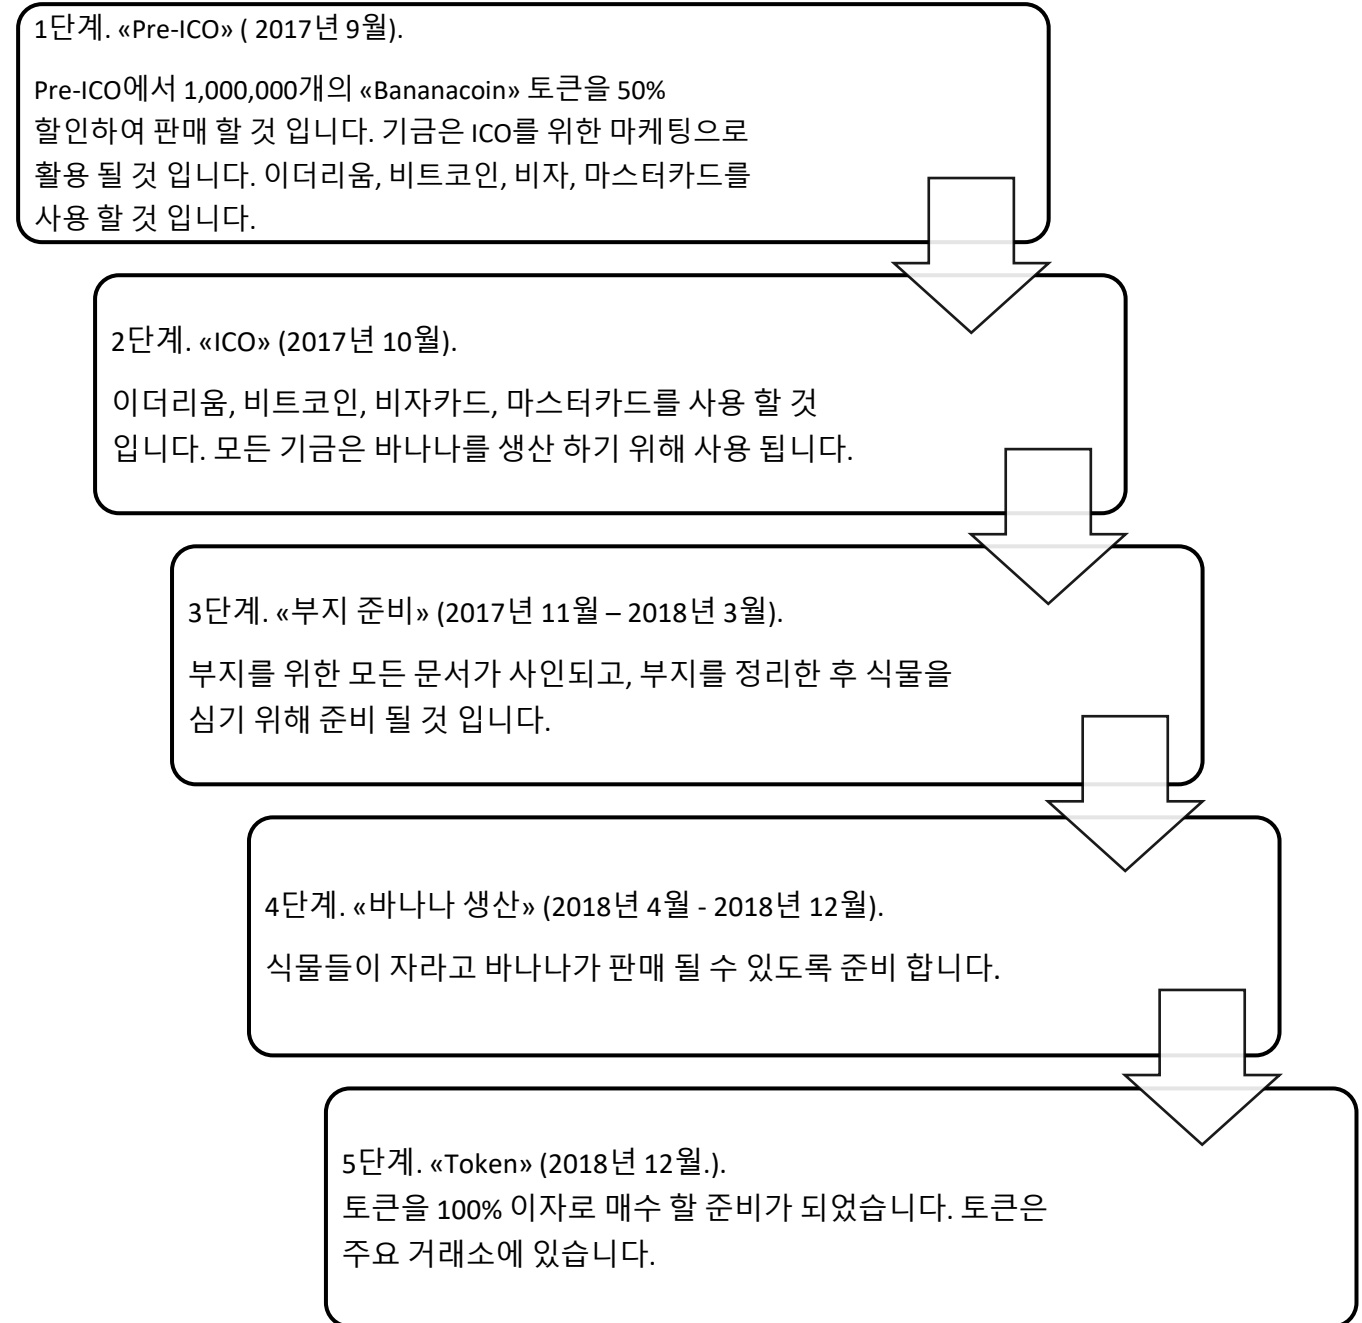 1단계. «Pre-ICO» ( 2017년 9월).
Pre-ICO에서 1,000,000개의 «Bananacoin» 토큰을 50%
할인하여 판매 할 것 입니다. 기금은 ICO를 위한 마케팅으로
활용 될 것 입니다. 이더리움, 비트코인, 비자, 마스터카드를
사용 할 것 입니다.
2단계. «ICO» (2017년 10월).
이더리움, 비트코인, 비자카드, 마스터카드를 사용 할 것
입니다. 모든 기금은 바나나를 생산 하기 위해 사용 됩니다.
3단계. «부지 준비» (2017년 11월 – 2018년 3월).
부지를 위한 모든 문서가 사인되고, 부지를 정리한 후 식물을
심기 위해 준비 될 것 입니다.
4단계. «바나나 생산» (2018년 4월 - 2018년 12월).
식물들이 자라고 바나나가 판매 될 수 있도록 준비 합니다.
5단계. «Token» (2018년 12월.).
토큰을 100% 이자로 매수 할 준비가 되었습니다. 토큰은
주요 거래소에 있습니다.